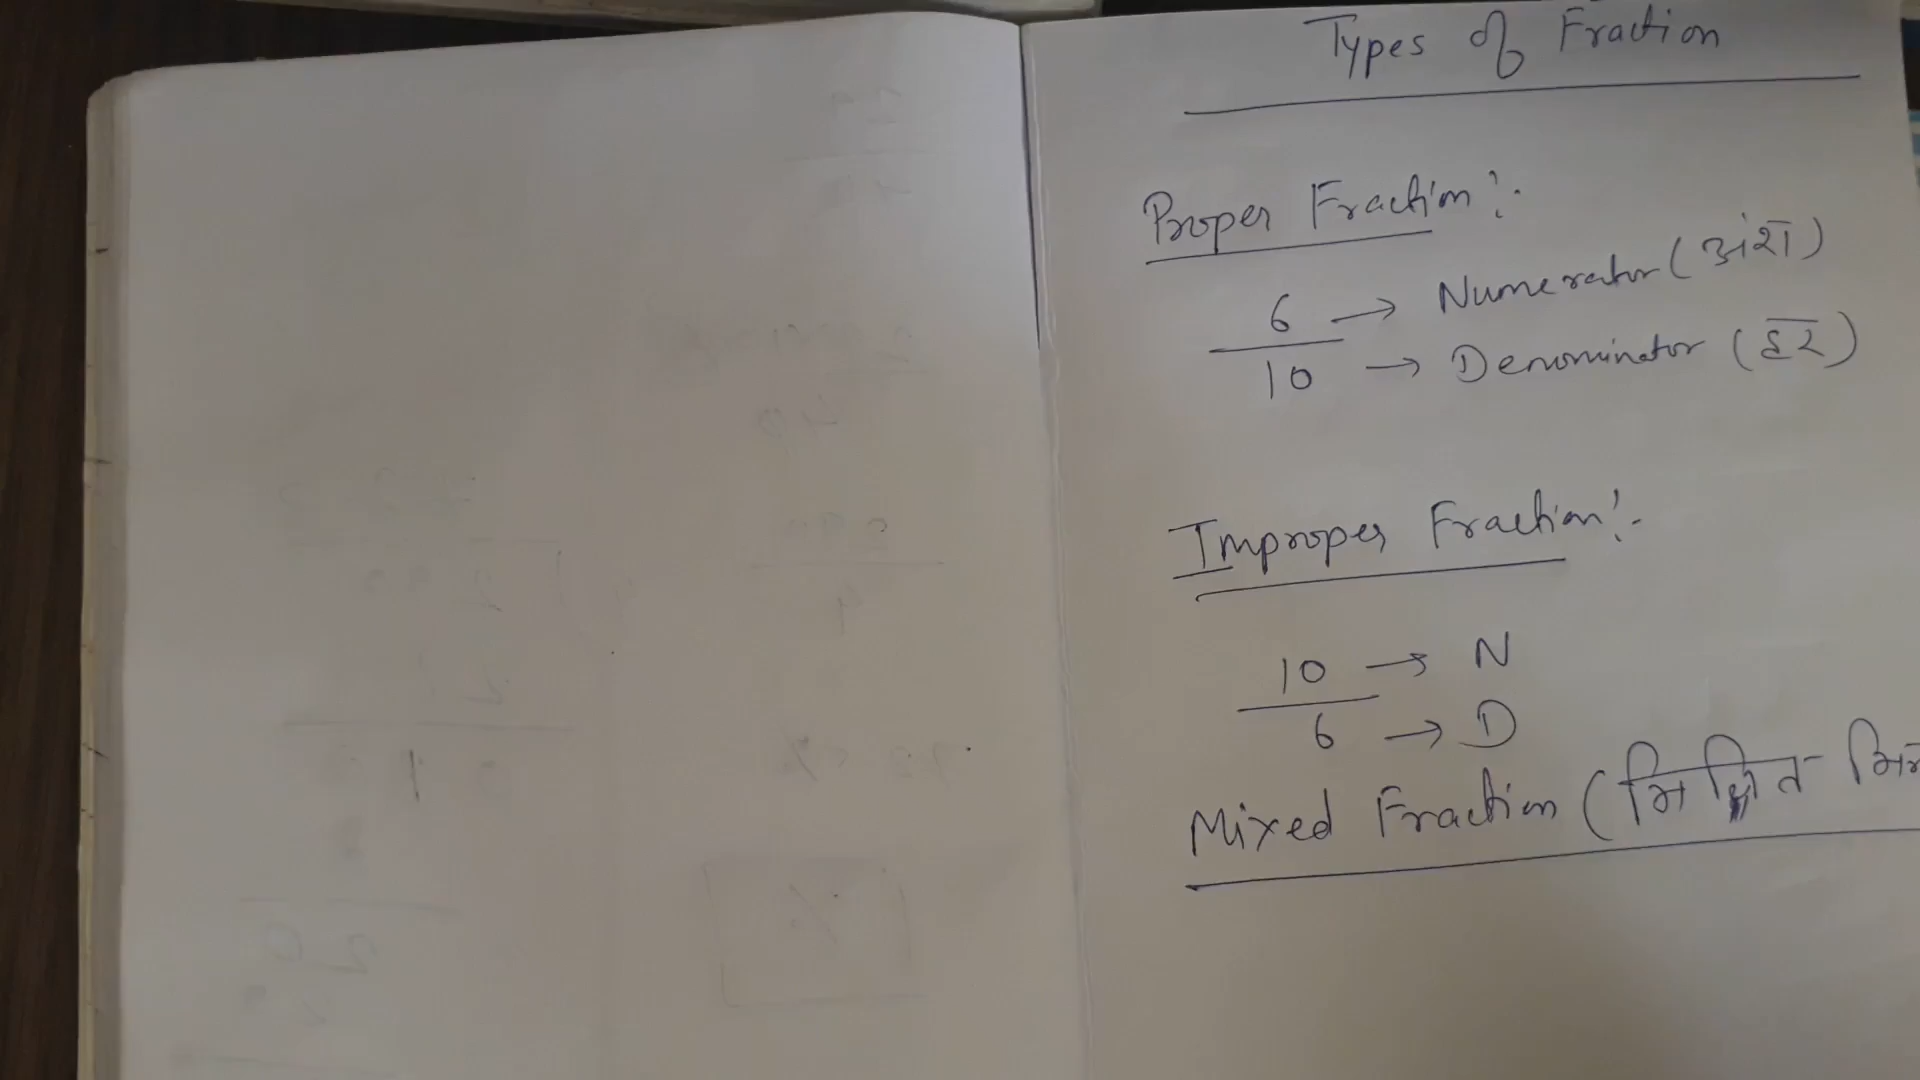 Types of Fraction
Proper Fraction :-
6 → Numerator (अंश)
10 → Denominator (हर)
Improper Fraction :-
10 → N
6 → D
Mixed Fraction (मिश्रित